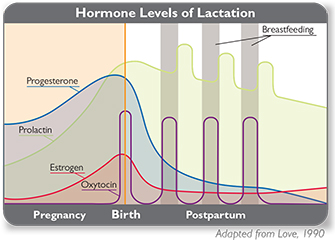 Hormone Levels of Lactation
Breastfeeding
Progesterone
Prolactin
Estrogen
Oxytocin
Pregnancy Birth Postpartum
Adapted from Love, 1990